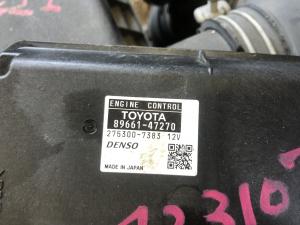 ENGINE CONTROL
TOYOTA
89661-47270
275300-7383 12V
DENSO
MADE IN JAPAN